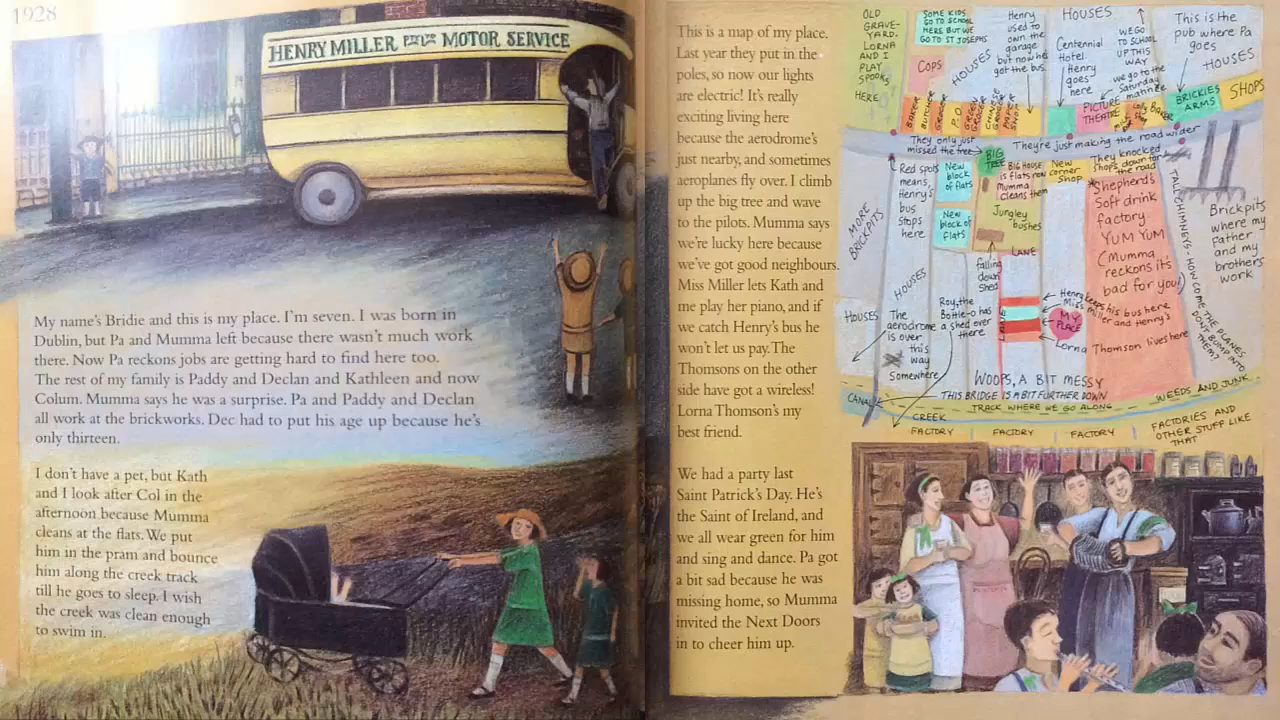 1928
HENRY MILLER PTY LTD MOTOR SERVICE
My name's Bridie and this is my place. I'm seven. I was born in
Dublin, but Pa and Mumma left because there wasn't much work
there. Now Pa reckons jobs are getting hard to find here too.
The rest of my family is Paddy and Declan and Kathleen and now
Colum. Mumma says he was a surprise. Pa and Paddy and Declan
all work at the brickworks. Dec had to put his age up because he's
only thirteen.
I don't have a pet, but Kath
and I look after Col in the
afternoon because Mumma
cleans at the flats. We put
him in the pram and bounce
him along the creek track
till he goes to sleep. I wish
the creek was clean enough
to swim in.
This is a map of my place.
Last year they put in the
poles, so now our lights
are electric! It's really
exciting living here
because the aerodrome's
just nearby, and sometimes
aeroplanes fly over. I climb
up the big tree and wave
to the pilots. Mumma says
we're lucky here because
we've got good neighbours.
Miss Miller lets Kath and
me play her piano, and if
we catch Henry's bus he
won't let us pay. The
Thomsons on the other
side have got a wireless!
Lorna Thomson's my
best friend.
We had a party last
Saint Patrick's Day. He's
the Saint of Ireland, and
we all wear green for him
and sing and dance. Pa got
a bit sad because he was
missing home, so Mumma
invited the Next Doors
in to cheer him up.
OLD
GRAVE-
YARD.
LORNA
AND I
PLAY
SPOOKS
HERE
SOME KIDS
GO TO SCHOOL
HERE BUT WE
GO TO ST JOSEPHS
COPS
HOUSES
Henry
used to
own the
garage
but now he
got the bus.
HOUSES
Centennial
Hotel.
Henry
goes
here
WE GO
TO SCHOOL
UP THIS
WAY
we go to the
Saturday
matinee
This is the
pub where Pa
goes
HOUSES
BAKER
BUTCHER
GROCER
P.O.
GREEN
GROCER
CHINESE
GROCER
PAPER
SHOP
PICTURE
THEATRE
BRICKIES
ARMS
SHOPS
They only just
missed the tree
They're just making the road wider
BIG
TREE
Red spots
means
Henry's
bus
stops
here
New
block
of flats
New
block of
flats
BIG HOUSE
is flats now
Mumma
cleans them
Jungley
bushes
New
corner
shop
They knocked
shops down for
the road
Shepherd's
Soft drink
factory.
YUM YUM
(Mumma
reckons it's
bad for you!)
TALL CHIMNEYS - HOW COME THE PLANES
DON'T BUMP INTO
THEM?
Brickpits
where my
Father
and my
brothers
work
MORE
BRICKPITS
LANE
falling
down
shed
HOUSES
HOUSES
The
aerodrome
is over
this
way
Somewhere
Roy, the
Bottle-o has
a shed over
there
Henry keeps his bus here
Miss Miller and Henry's
MY
PLACE
Lorna Thomson lives here
WOOPS, A BIT MESSY
THIS BRIDGE IS A BIT FURTHER DOWN
CANAL
TRACK WHERE WE GO ALONG
WEEDS AND JUNK
CREEK
FACTORY
FACTORY
FACTORY
FACTORIES AND
OTHER STUFF LIKE
THAT